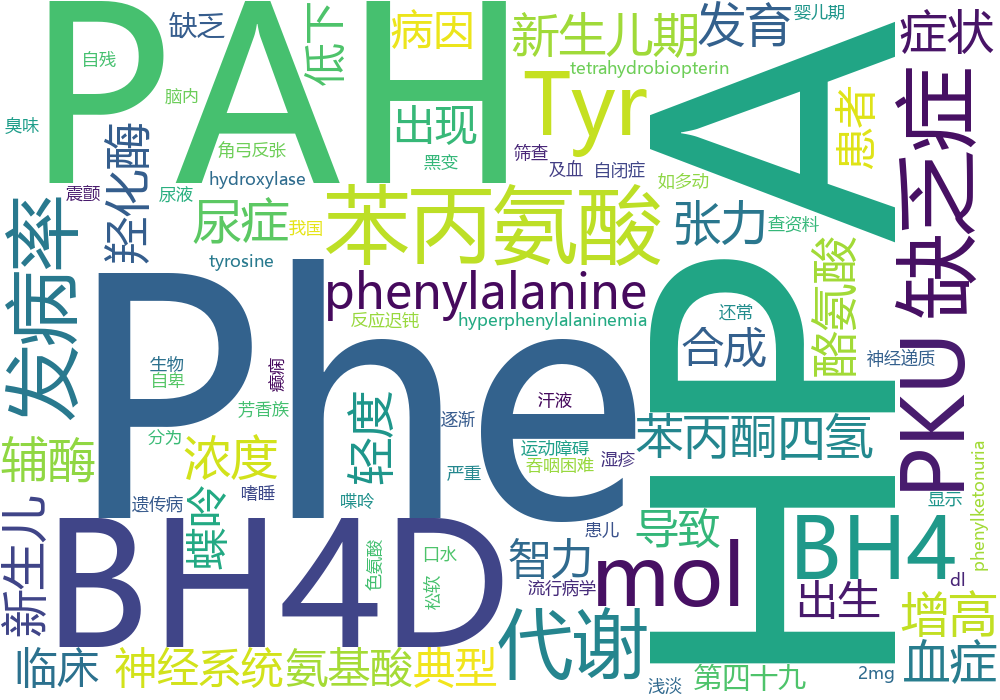 PAH
HPA
Phe
BH4D
自残
缺乏
低下
病因
新生儿期
发育
婴儿期
症状
tetrahydrobiopterin
脑内
臭味
Tyr
出现
患者
缺乏症
羟化酶
角弓反张
黑变
筛查
及血
自闭症
如多动
震颤
尿液
hydroxylase
苯丙氨酸
张力
查资料
发病率
尿症
我国
tyrosine
phenylalanine
酪氨酸
反应迟钝
hyperphenylalaninemia
还常
合成
神经递质
PKU
生物
自卑
癫痫
芳香族
轻度
逐渐
汗液
苯丙酮
四氢
辅酶
分为
浓度
严重
运动障碍
吞咽困难
湿疹
遗传病
嗜睡
喋呤
蝶呤
显示
phenylketonuria
新生儿
色氨酸
口水
松软
智力
患儿
导致
BH4
流行病学
mol
出生
dl
增高
临床
神经系统
氨基酸
典型
代谢
浅淡
第四十九
2mg
血症